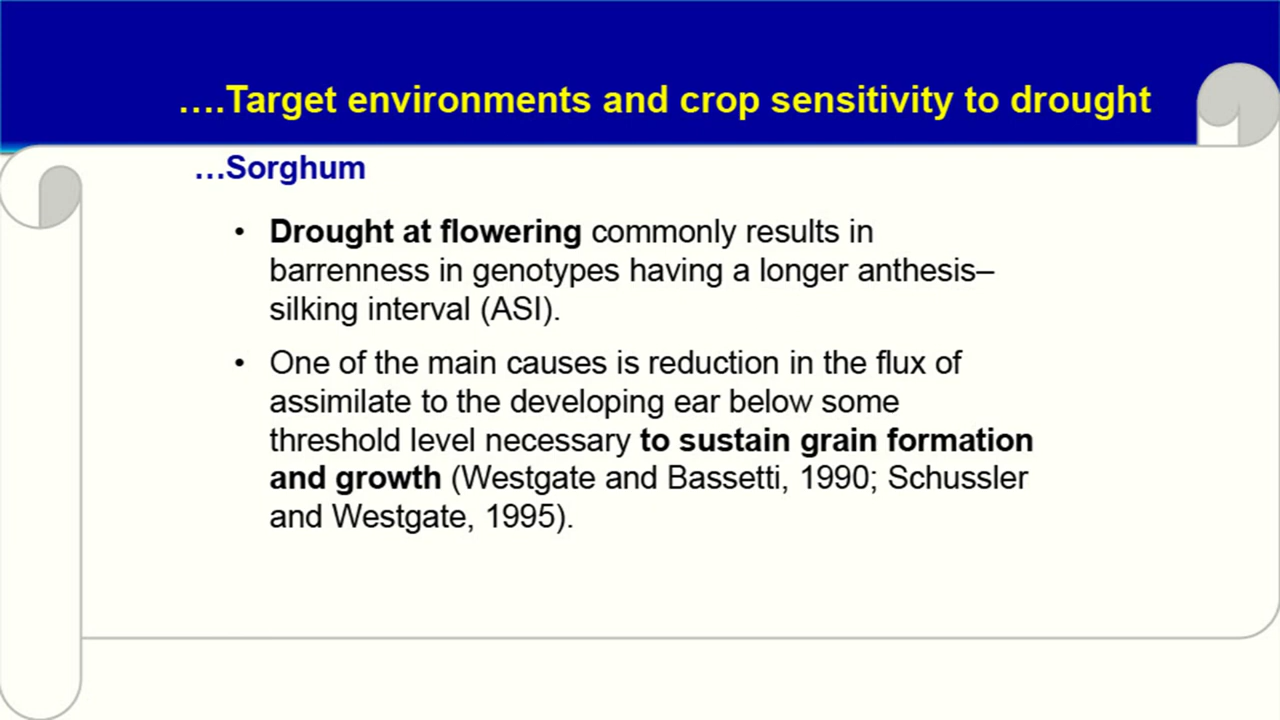 ….Target environments and crop sensitivity to drought
…Sorghum
• Drought at flowering commonly results in
barrenness in genotypes having a longer anthesis–
silking interval (ASI).
• One of the main causes is reduction in the flux of
assimilate to the developing ear below some
threshold level necessary to sustain grain formation
and growth (Westgate and Bassetti, 1990; Schussler
and Westgate, 1995).